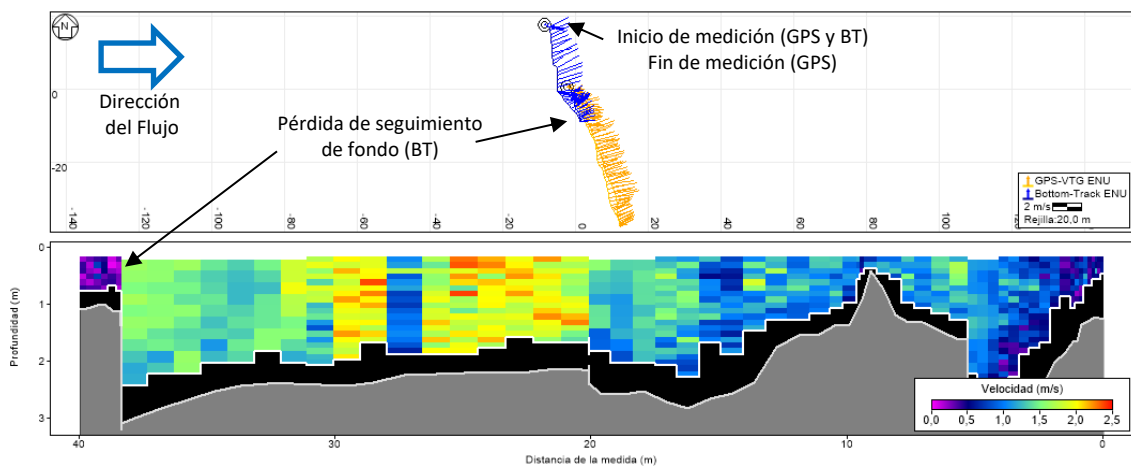 N
Dirección
del Flujo
Inicio de medición (GPS y BT)
Fin de medición (GPS)
Pérdida de seguimiento
de fondo (BT)
0
-20
-140
-120
-100
-80
-60
-40
-20
0
20
40
60
80
100
120
140
GPS-VTG ENU
Bottom-Track ENU
2 m/s
Rejilla:20,0 m
Profundidad (m)
0
1
2
3
Velocidad (m/s)
0,0 0,5 1,0 1,5 2,0 2,5
40 30 20 10 0
Distancia de la medida (m)